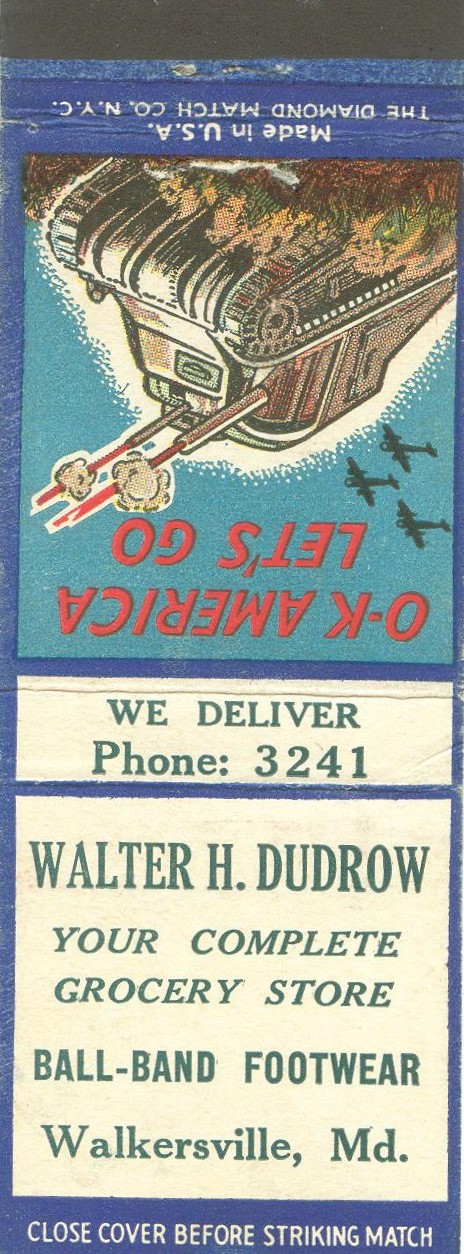 Made in U.S.A.
THE DIAMOND MATCH CO. N.Y.C.
O-K AMERICA
LET'S GO
WE DELIVER
Phone: 3241
WALTER H. DUDROW
YOUR COMPLETE
GROCERY STORE
BALL-BAND FOOTWEAR
Walkersville, Md.
CLOSE COVER BEFORE STRIKING MATCH